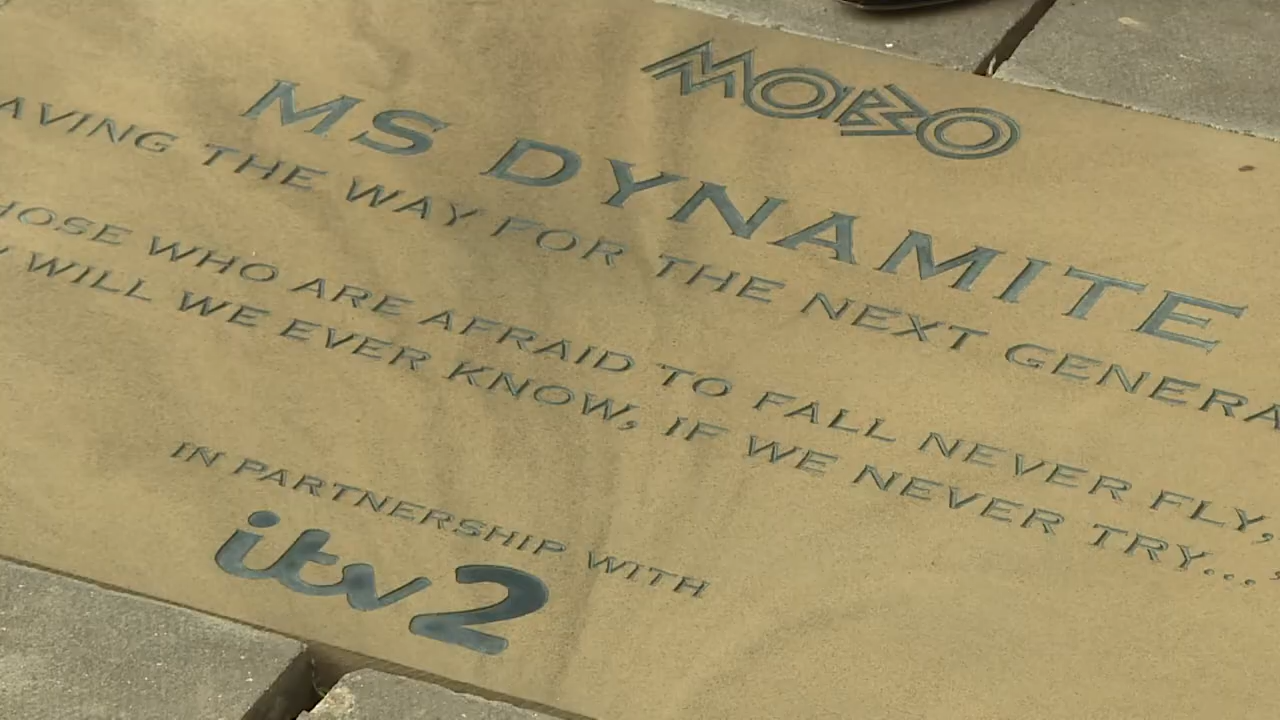 MOBO
MS DYNAMITE
AVING THE WAY FOR THE NEXT GENERA
HOSE WHO ARE AFRAID TO FALL NEVER FLY,
WILL WE EVER KNOW, IF WE NEVER TRY...
IN PARTNERSHIP WITH
itv2